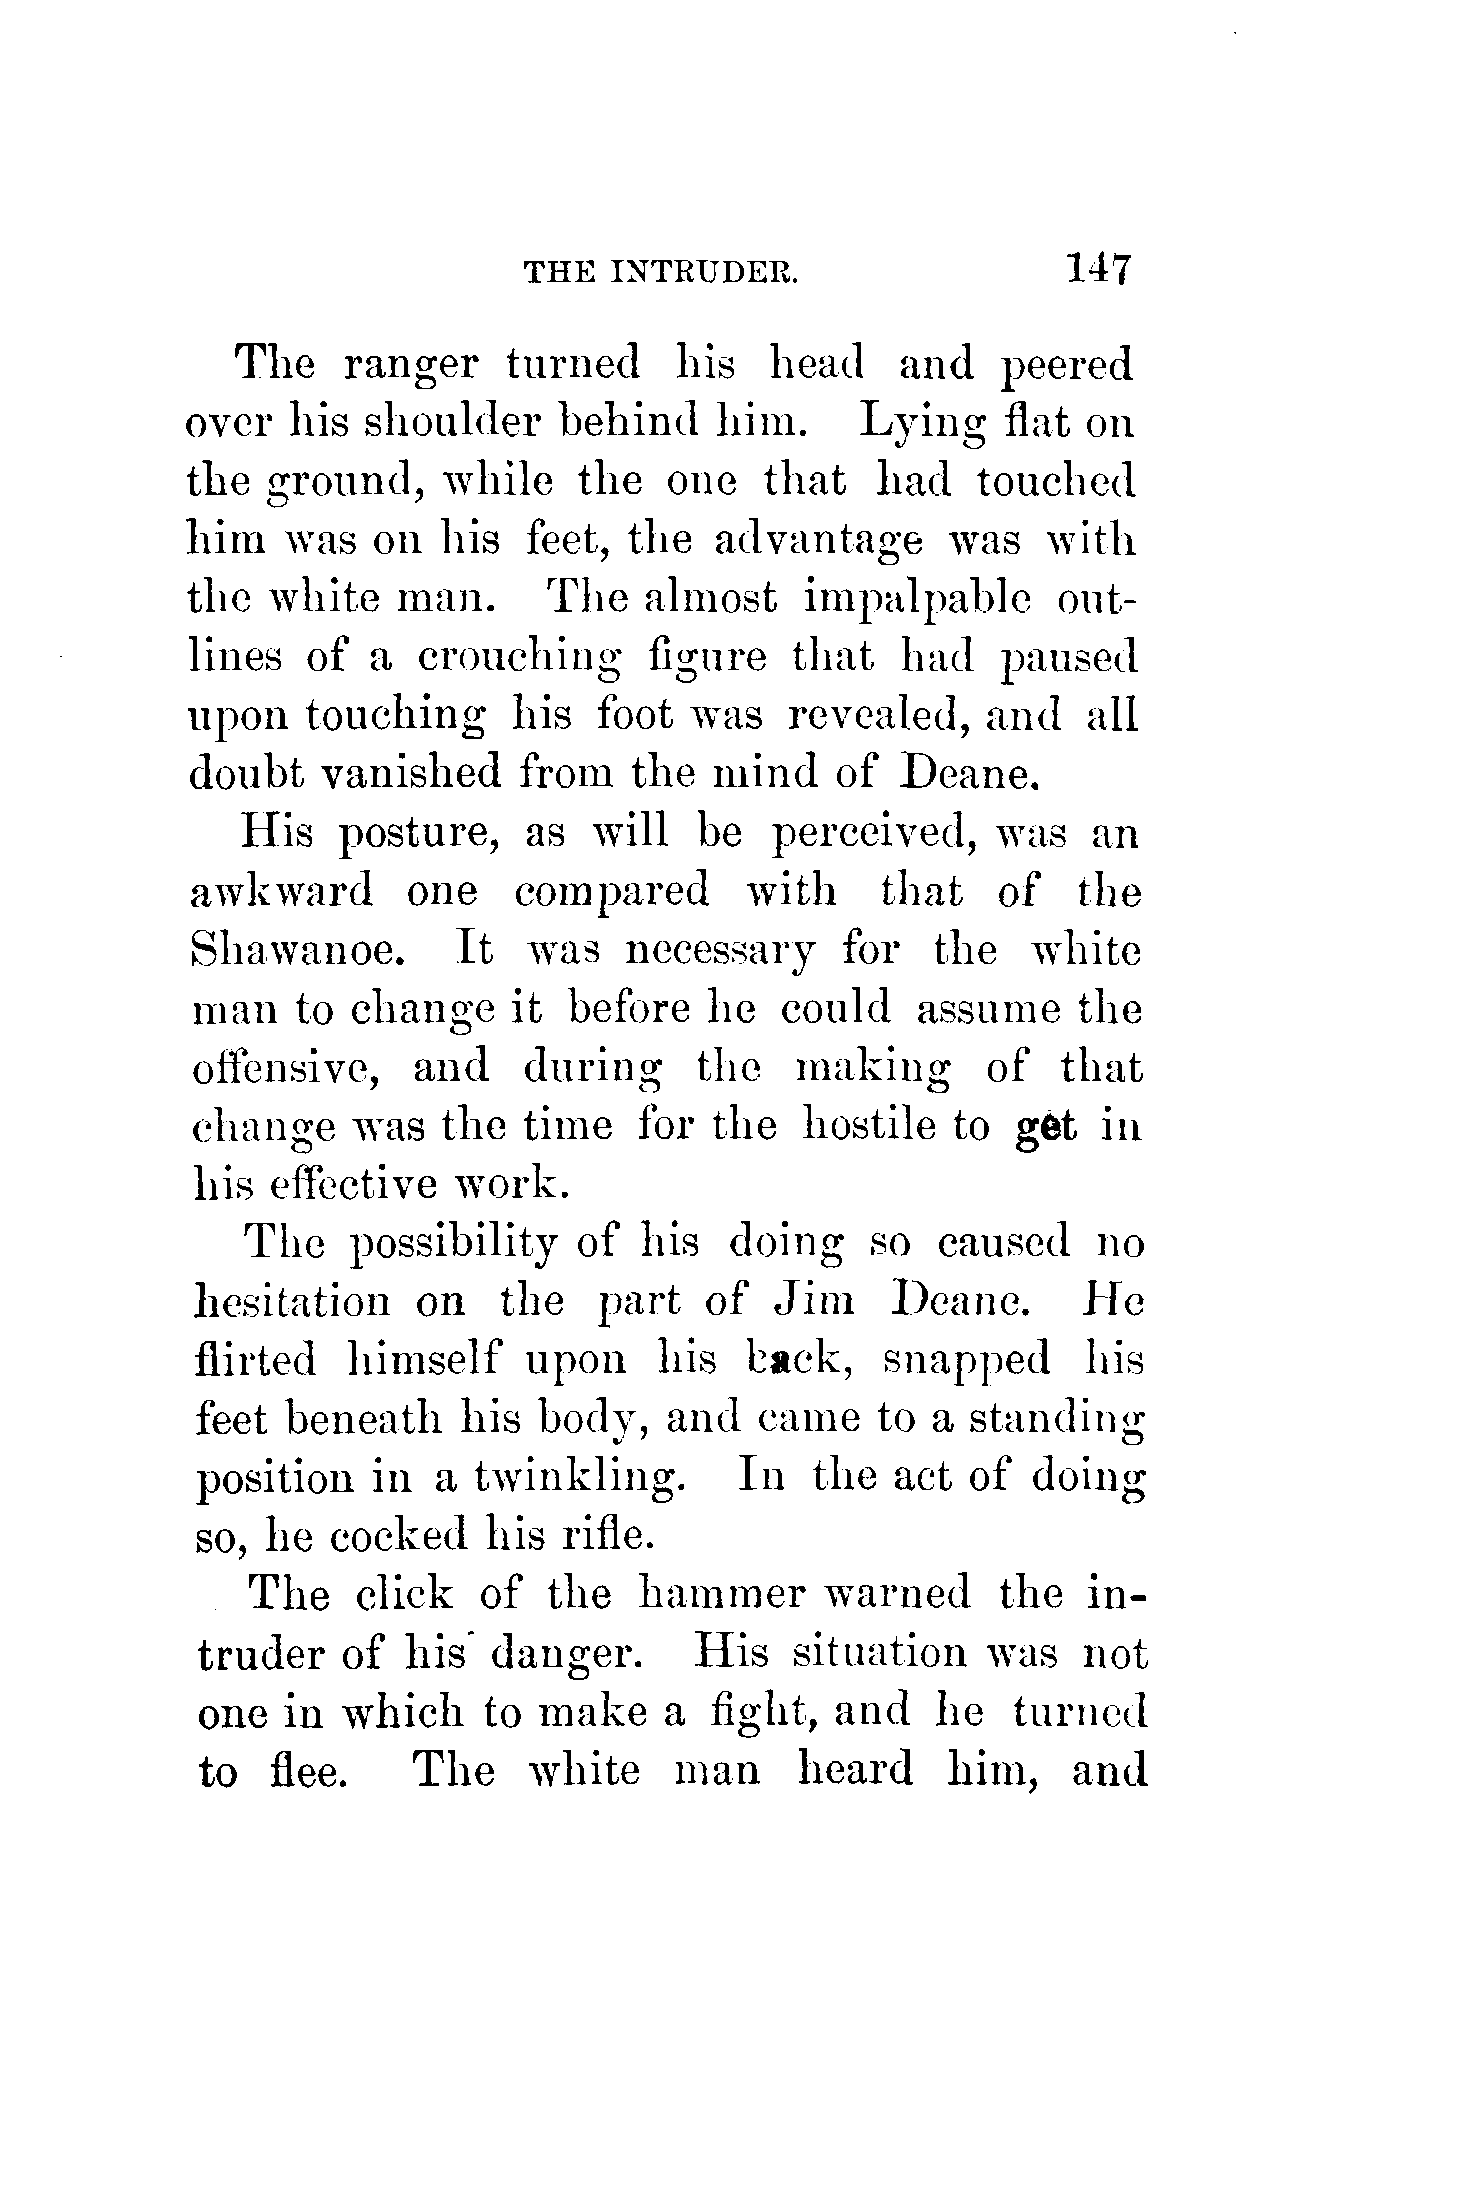 THE INTRUDER. 147
The ranger turned his head and peered
over his shoulder behind him. Lying flat on
the ground, while the one that had touched
him was on his feet, the advantage was with
the white man. The almost impalpable out-
lines of a crouching figure that had paused
upon touching his foot was revealed, and all
doubt vanished from the mind of Deane.
His posture, as will be perceived, was an
awkward one compared with that of the
Shawanoe. It was necessary for the white
man to change it before he could assume the
offensive, and during the making of that
change was the time for the hostile to get in
his effective work.
The possibility of his doing so caused no
hesitation on the part of Jim Deane. He
flirted himself upon his back, snapped his
feet beneath his body, and came to a standing
position in a twinkling. In the act of doing
so, he cocked his rifle.
The click of the hammer warned the in-
truder of his danger. His situation was not
one in which to make a fight, and he turned
to flee. The white man heard him, and